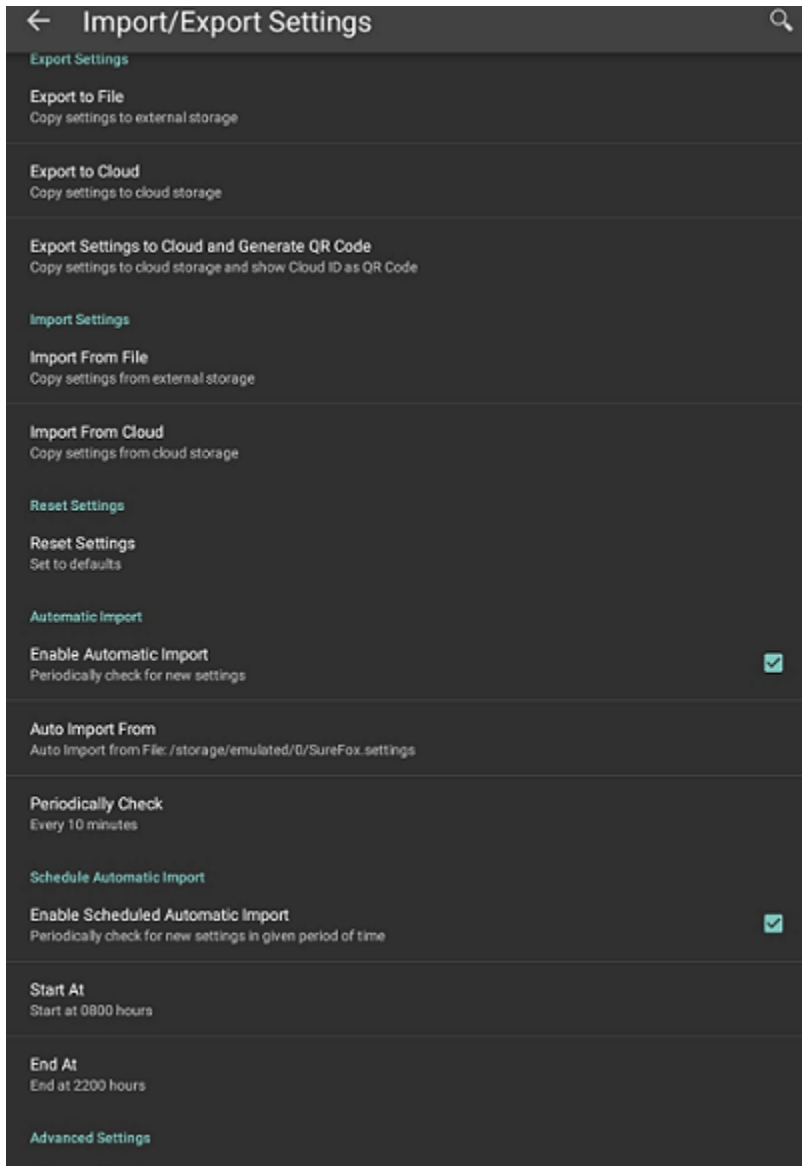 Import/Export Settings
Export Settings
Export to File
Copy settings to external storage
Export to Cloud
Copy settings to cloud storage
Export Settings to Cloud and Generate QR Code
Copy settings to cloud storage and show Cloud ID as QR Code
Import Settings
Import From File
Copy settings from external storage
Import From Cloud
Copy settings from cloud storage
Reset Settings
Reset Settings
Set to defaults
Automatic Import
Enable Automatic Import
Periodically check for new settings
Auto Import From
Auto Import from File: /storage/emulated/0/SureFox.settings
Periodically Check
Every 10 minutes
Schedule Automatic Import
Enable Scheduled Automatic Import
Periodically check for new settings in given period of time
Start At
Start at 0800 hours
End At
End at 2200 hours
Advanced Settings